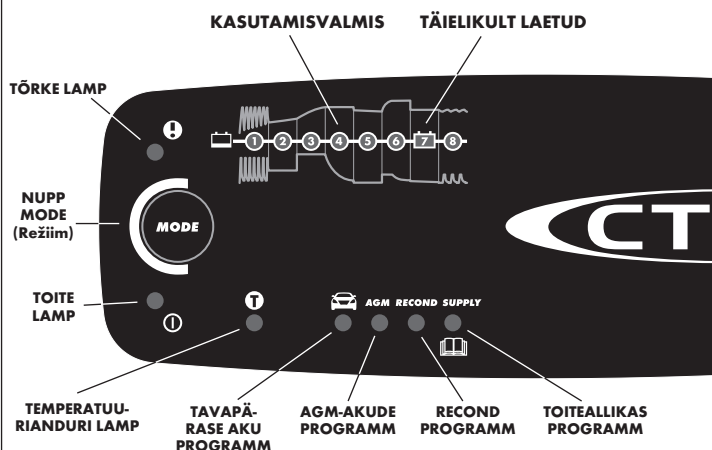 KASUTAMISVALMIS
TÄIELIKULT LAETUD
TÕRKE LAMP
1 2 3 4 5 6 7 8
NUPP
MODE
(Režiim)
MODE
CT
TOITE
LAMP
T
AGM RECOND SUPPLY
TEMPERATUU-
RIANDURI LAMP
TAVAPÄ-
RASE AKU
PROGRAMM
AGM-AKUDE
PROGRAMM
RECOND
PROGRAMM
TOITEALLIKAS
PROGRAMM